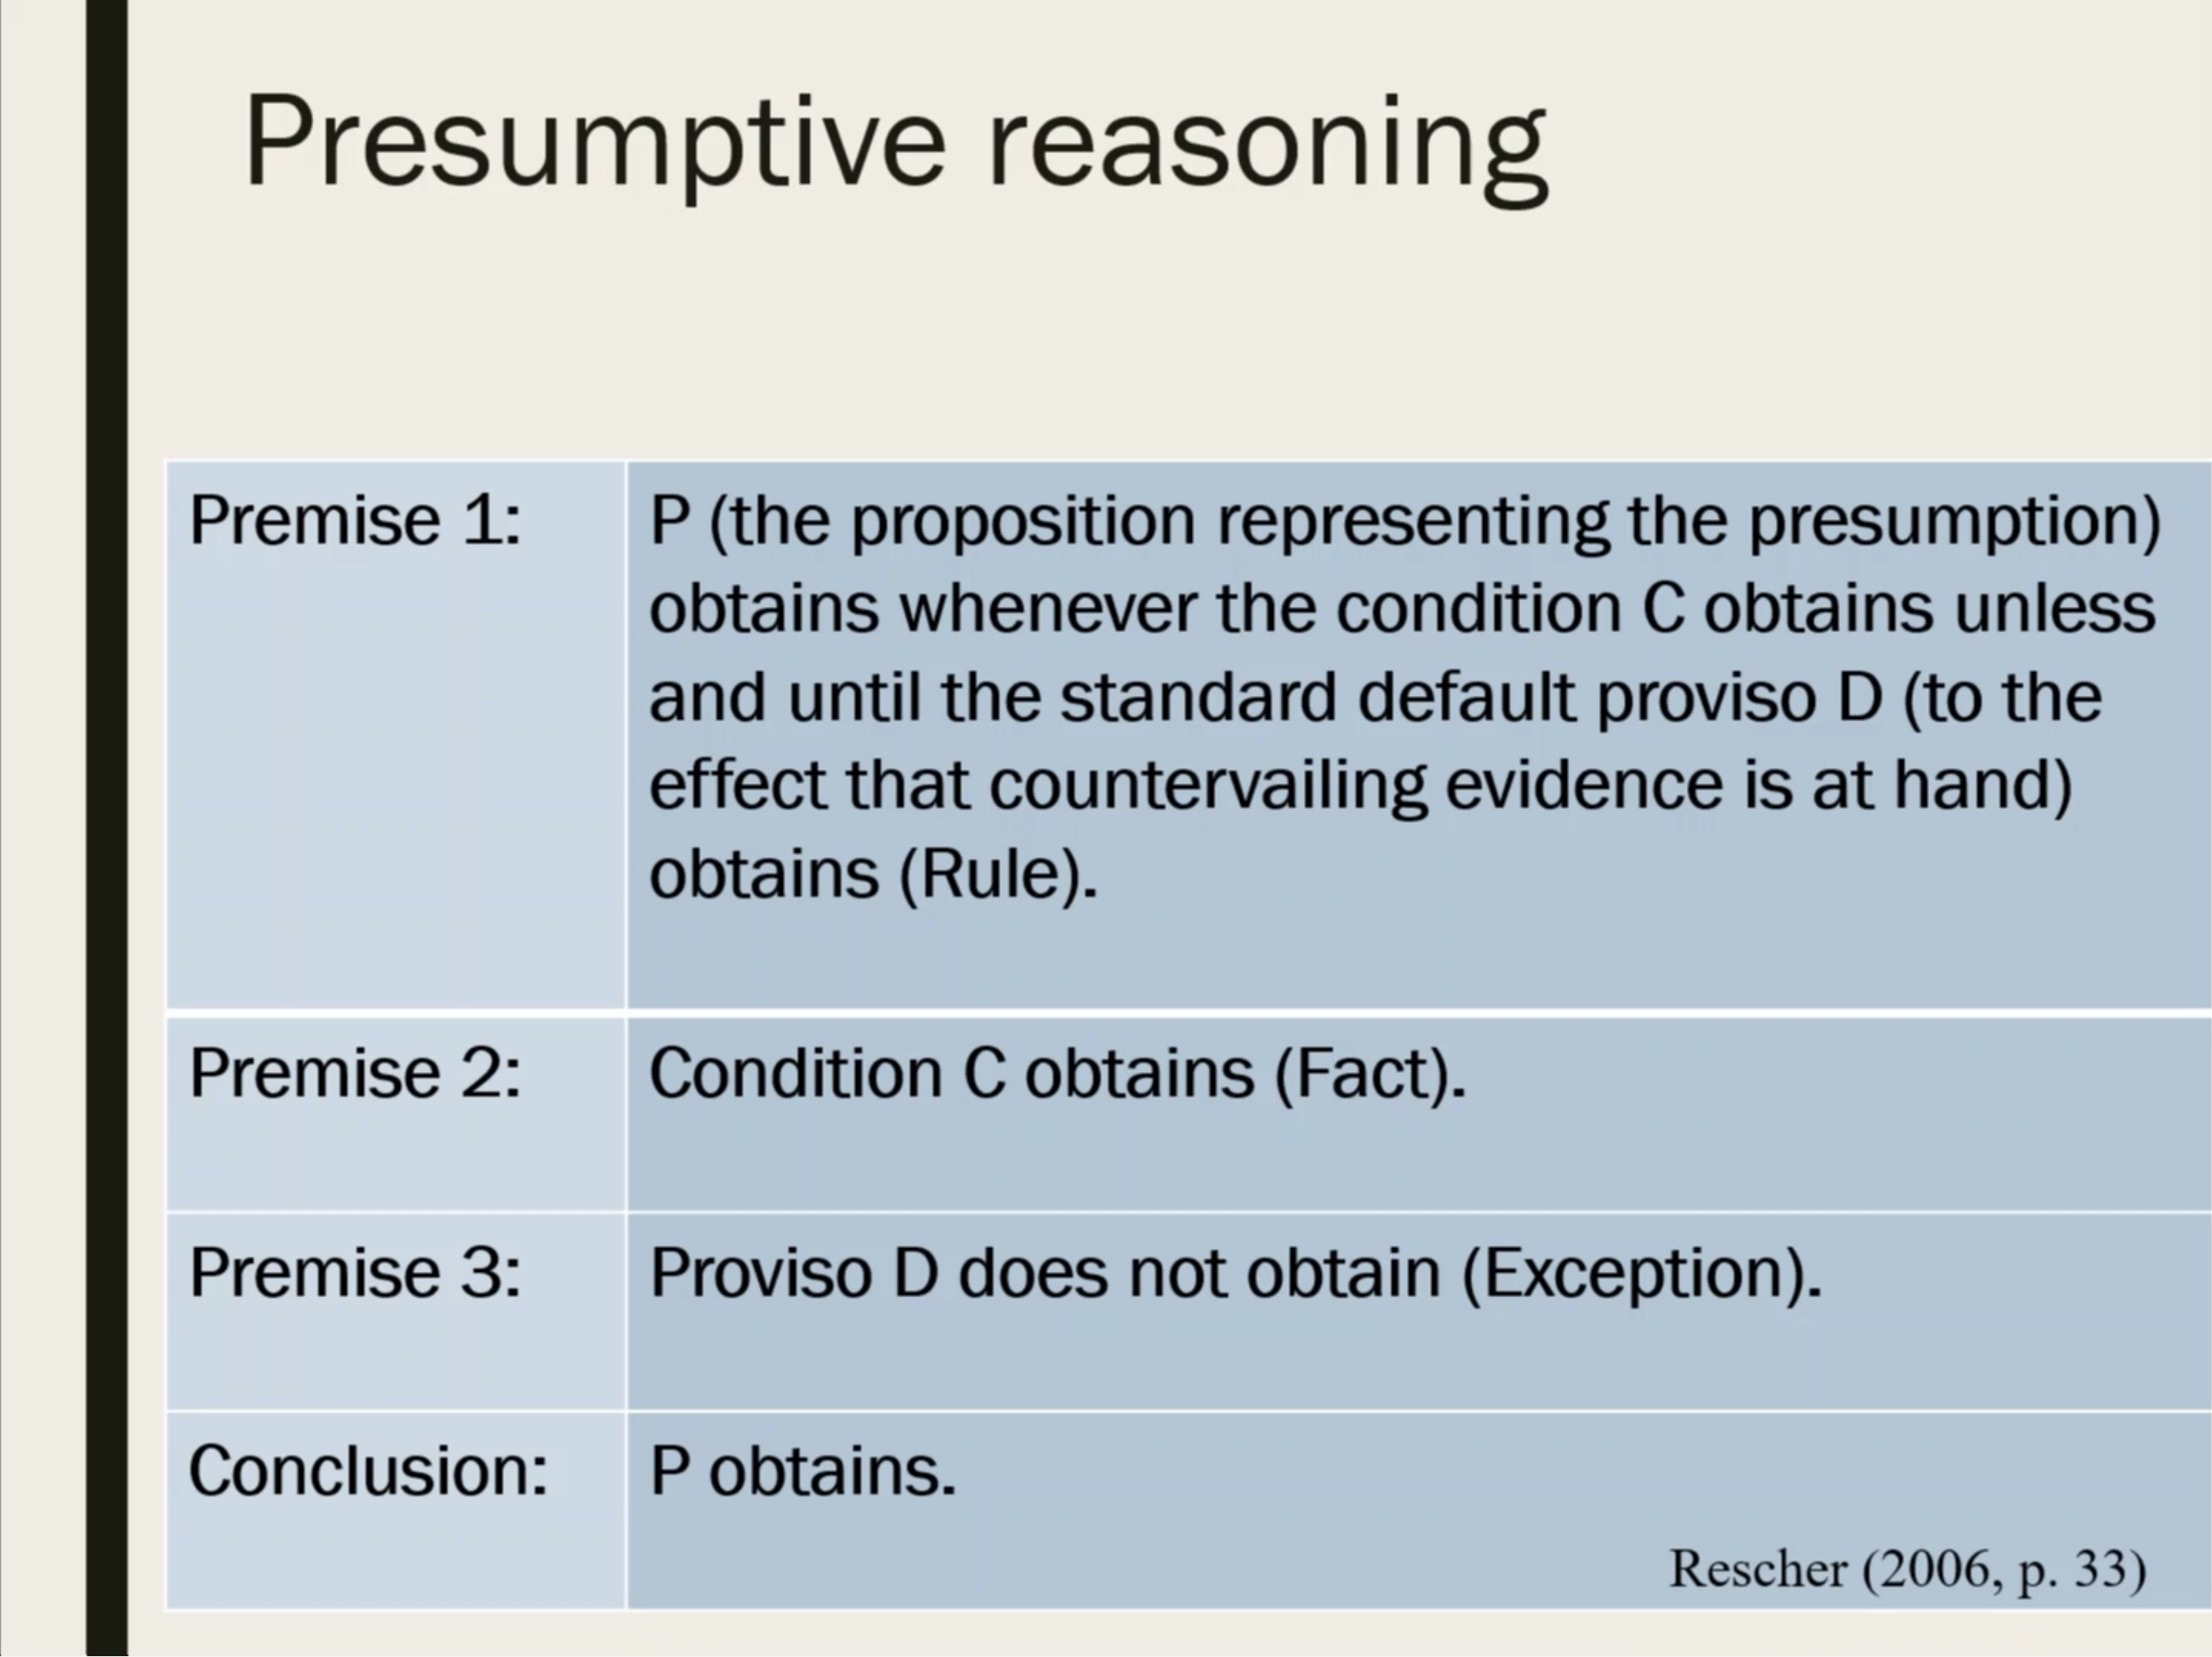 Presumptive reasoning
Premise 1:
P (the proposition representing the presumption)
obtains whenever the condition C obtains unless
and until the standard default proviso D (to the
effect that countervailing evidence is at hand)
obtains (Rule).
Premise 2:
Condition C obtains (Fact).
Premise 3:
Proviso D does not obtain (Exception).
Conclusion:
P obtains.
Rescher (2006, p. 33)